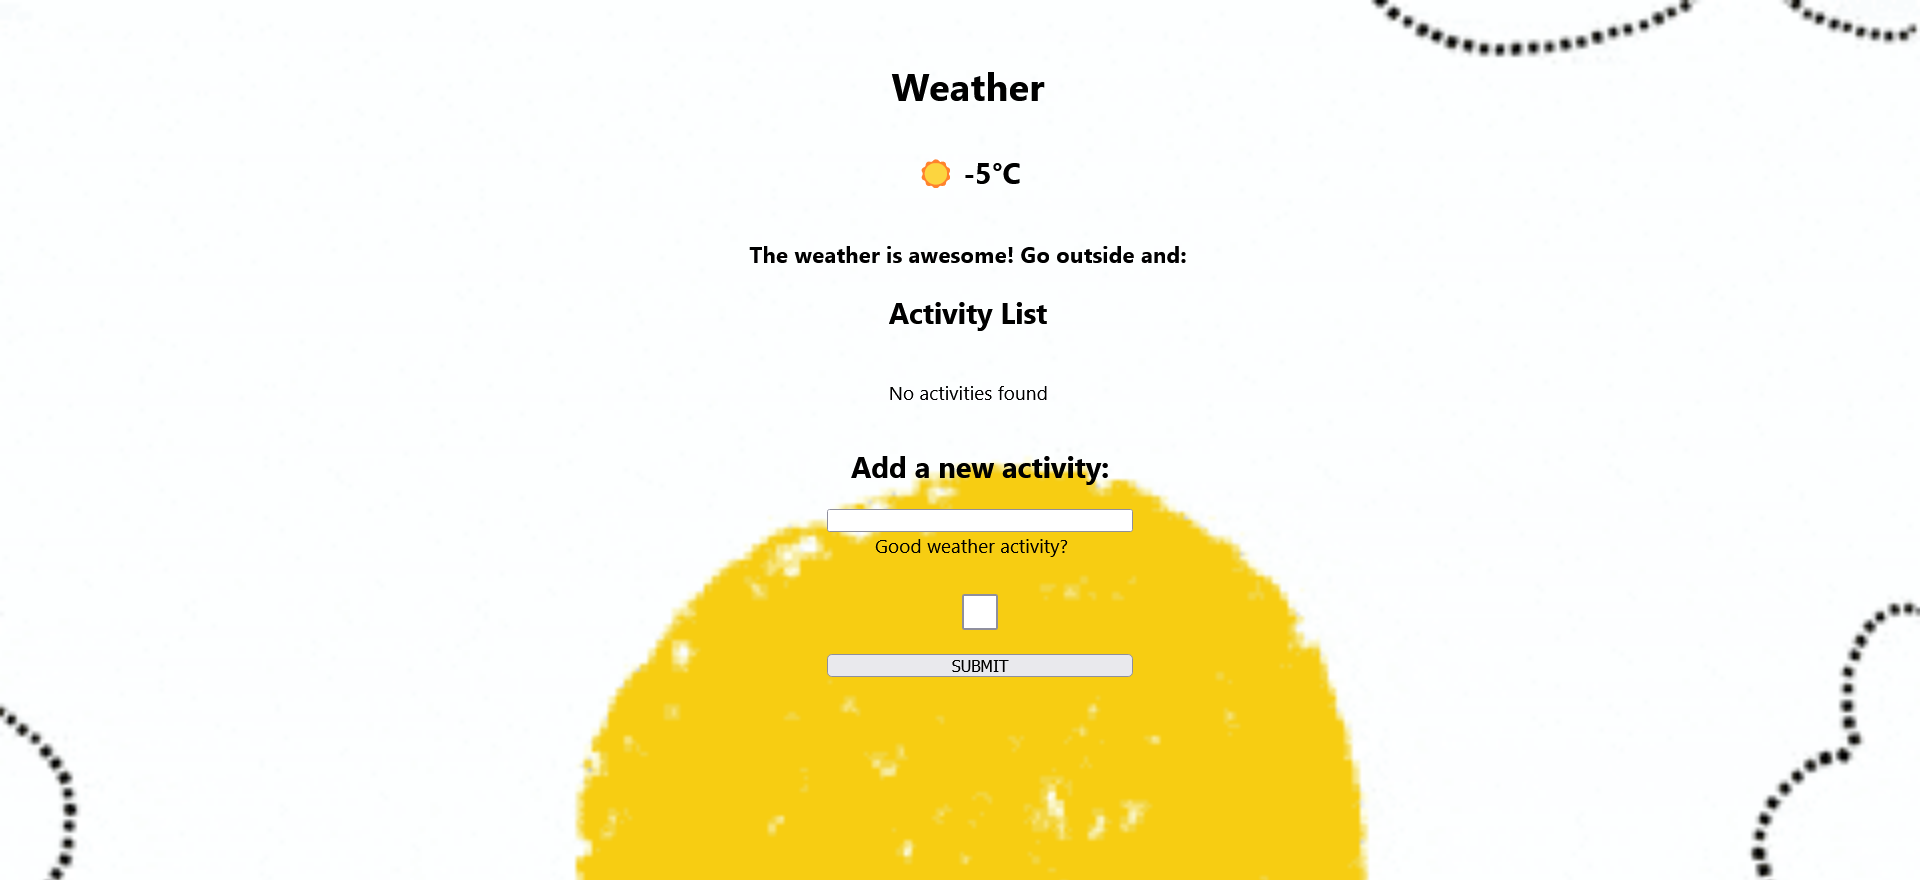 Weather
-5°C
The weather is awesome! Go outside and:
Activity List
No activities found
Add a new activity:
Good weather activity?
SUBMIT